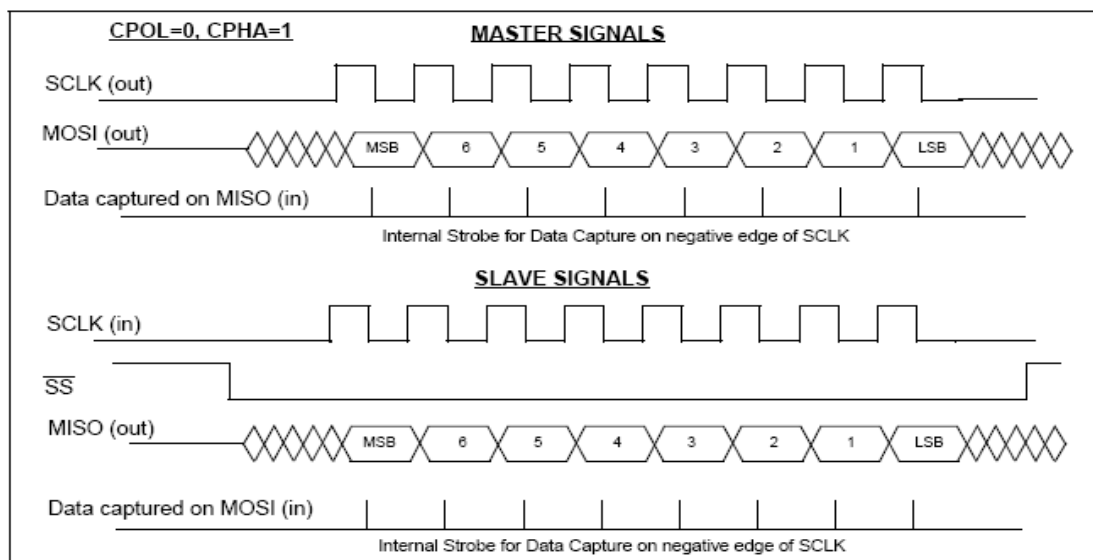 CPOL=0, CPHA=1
MASTER SIGNALS
SCLK (out)
MOSI (out)
MSB 6 5 4 3 2 1 LSB
Data captured on MISO (in)
Internal Strobe for Data Capture on negative edge of SCLK
SLAVE SIGNALS
SCLK (in)
SS
MISO (out)
MSB 6 5 4 3 2 1 LSB
Data captured on MOSI (in)
Internal Strobe for Data Capture on negative edge of SCLK